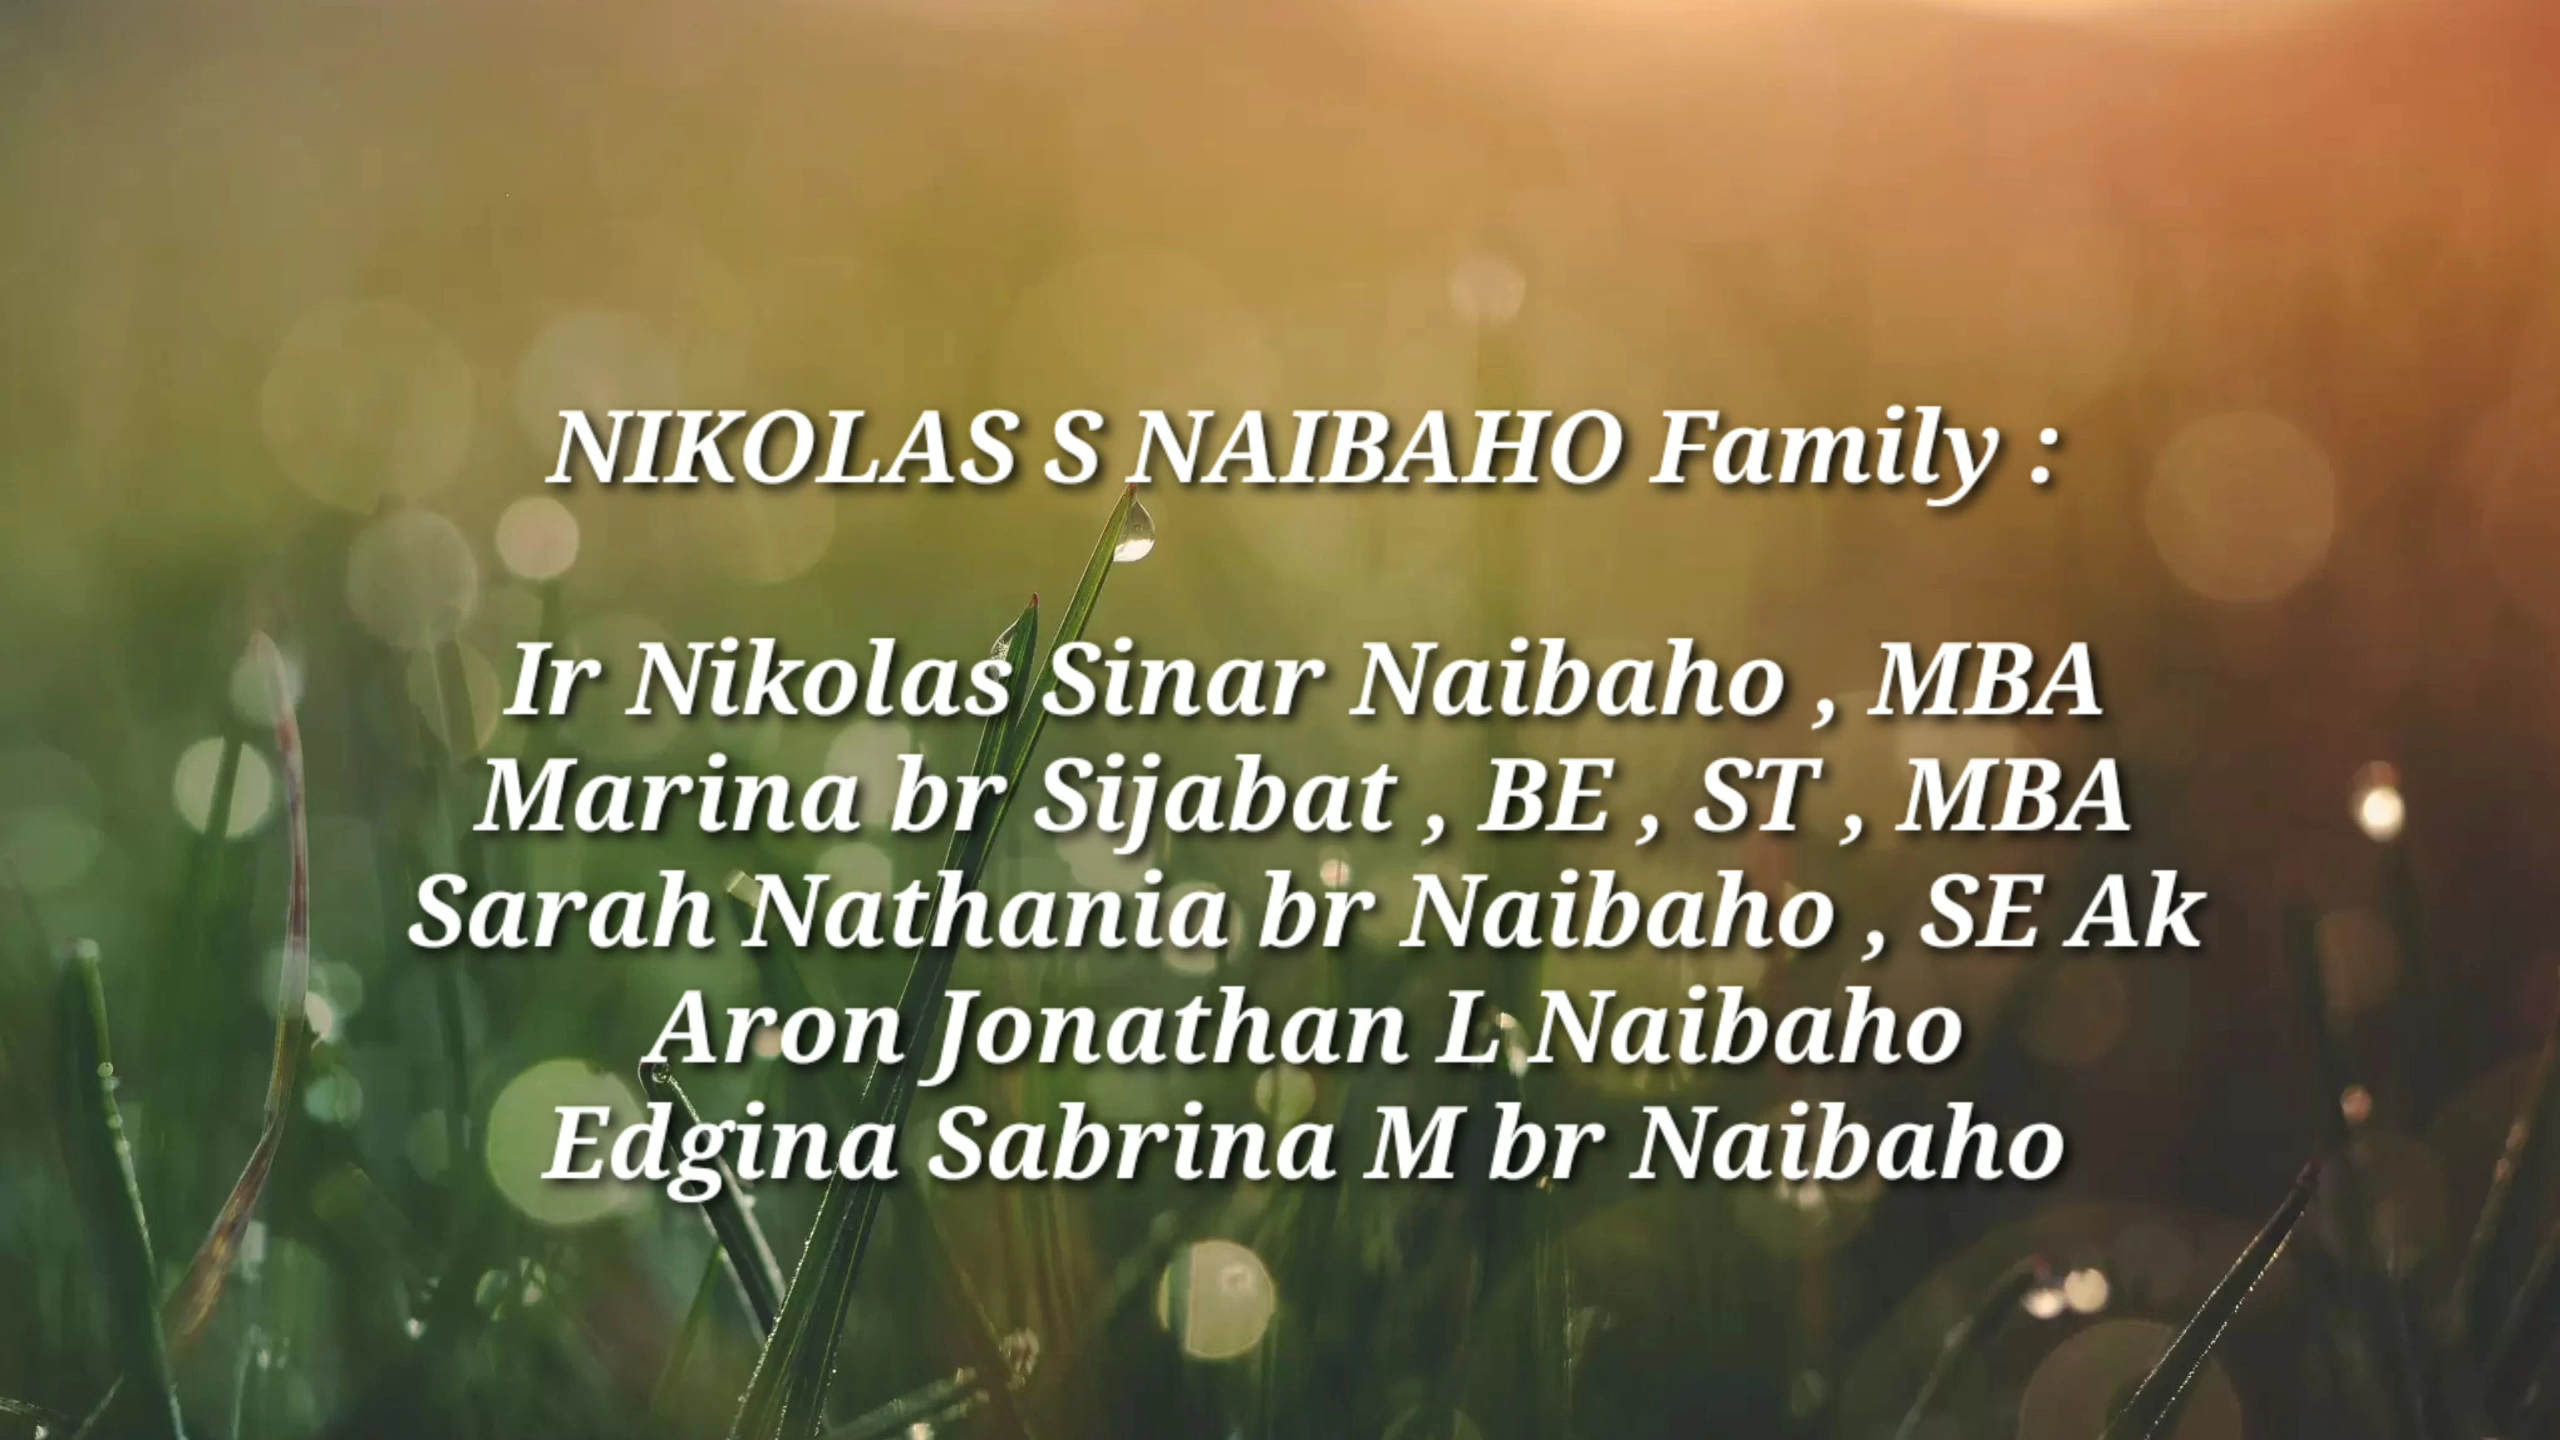 NIKOLAS S NAIBAHO Family :
Ir Nikolas Sinar Naibaho , MBA
Marina br Sijabat , BE , ST , MBA
Sarah Nathania br Naibaho , SE Ak
Aron Jonathan L Naibaho
Edgina Sabrina M br Naibaho